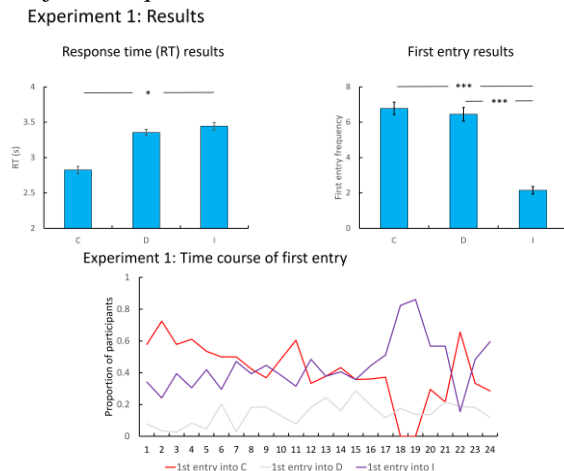 Experiment 1: Results
Response time (RT) results
First entry results
4
3.5
3
2.5
2
RT (s)
*
C D I
8
6
4
2
0
First entry frequency
***
***
C D I
Experiment 1: Time course of first entry
1
0.8
0.6
0.4
0.2
0
Proportion of participants
1 2 3 4 5 6 7 8 9 10 11 12 13 14 15 16 17 18 19 20 21 22 23 24
1st entry into C 1st entry into D 1st entry into I